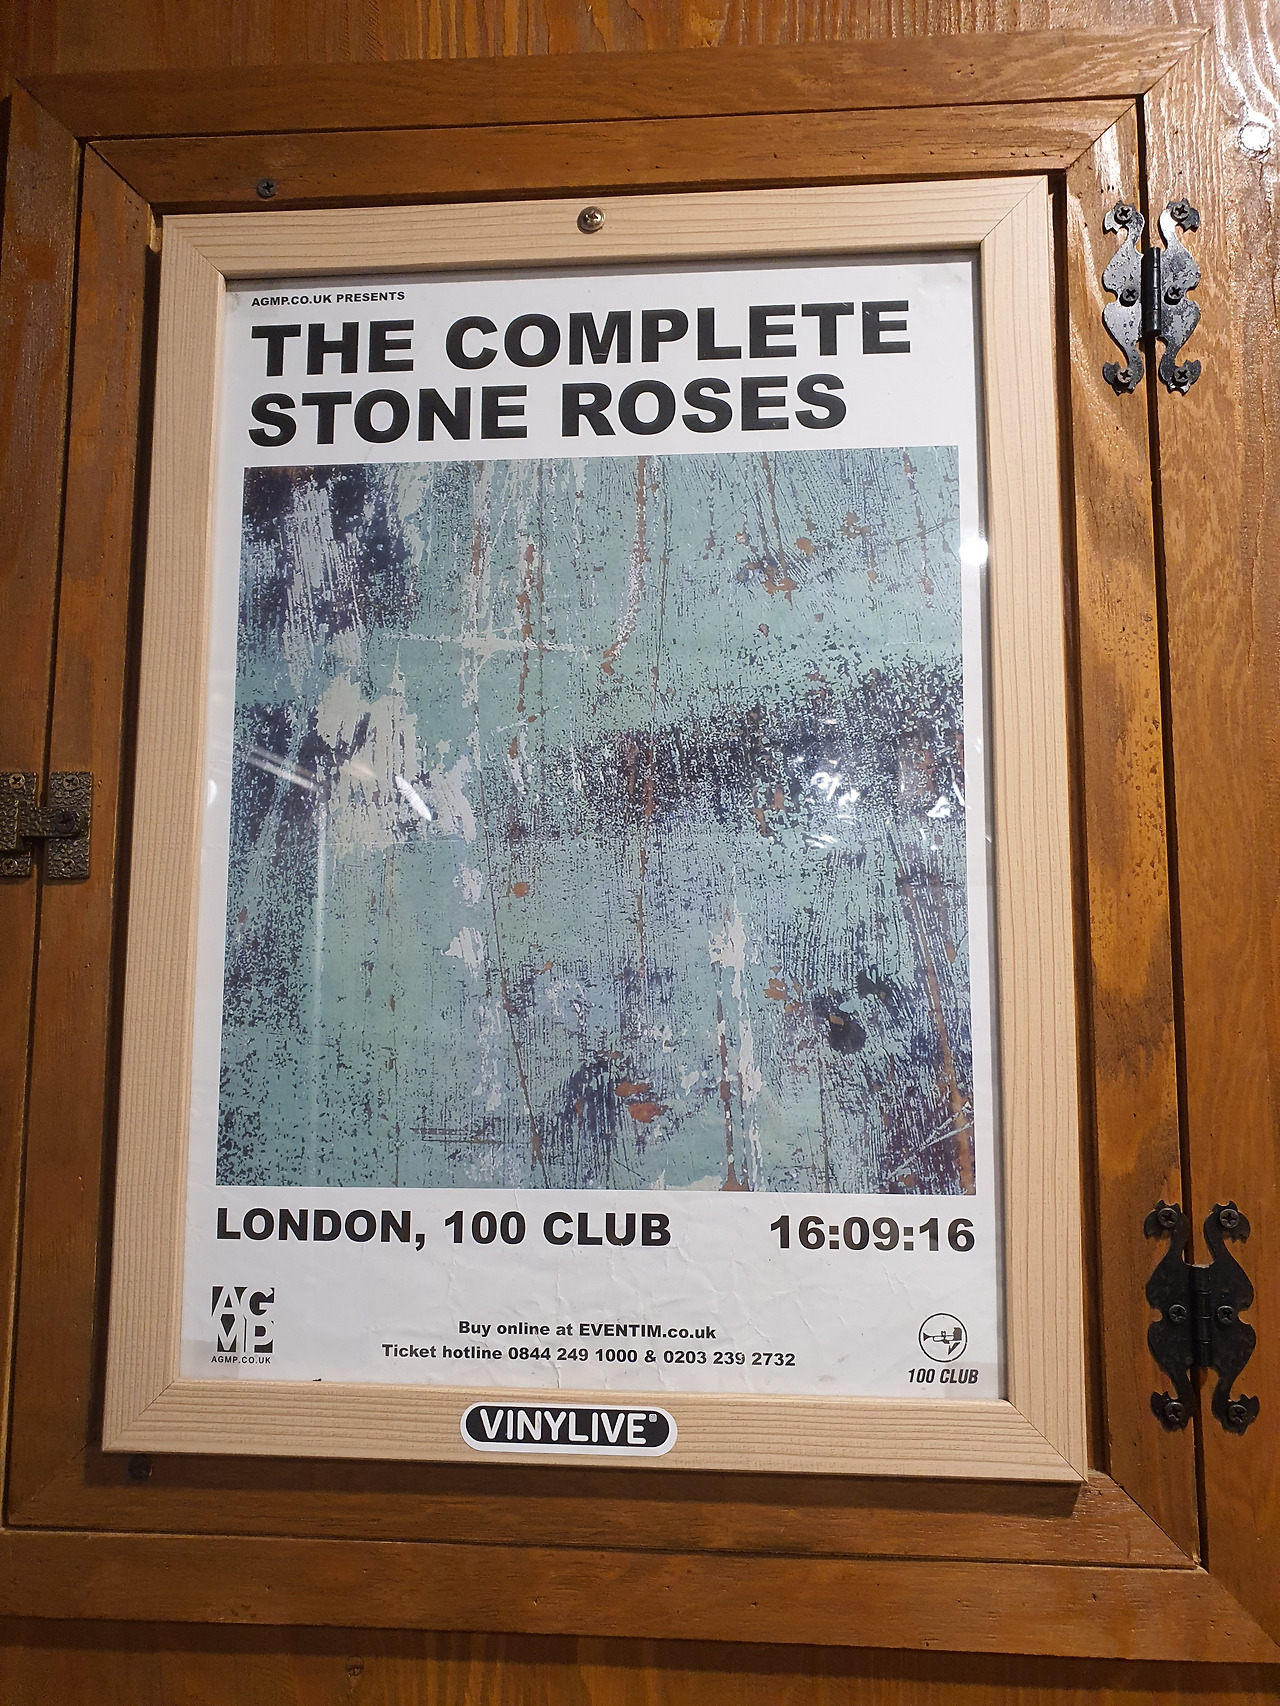 AGMP.CO.UK PRESENTS
THE COMPLETE
STONE ROSES
LONDON, 100 CLUB 16:09:16
AG
MP
AGMP.CO.UK
Buy online at EVENTIM.co.uk
Ticket hotline 0844 249 1000 & 0203 239 2732
100 CLUB
VINYLIVE®